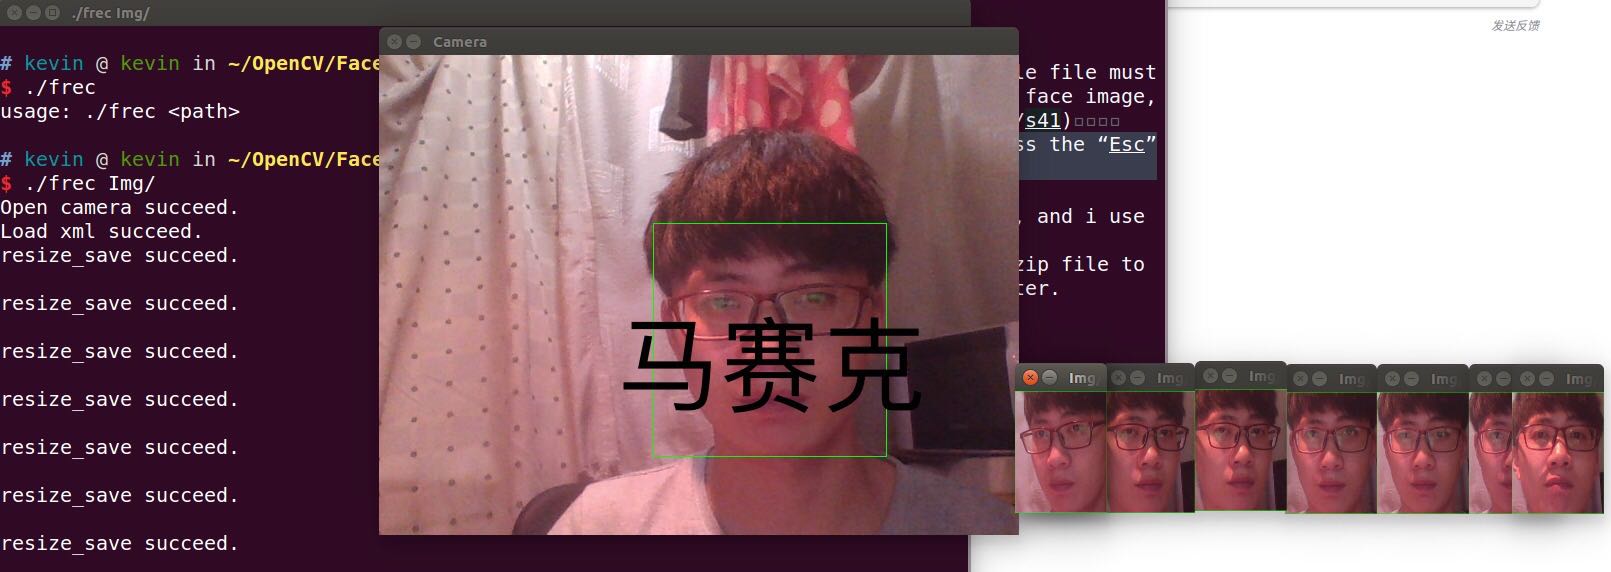 ./frec Img/
# kevin @ kevin in ~/OpenCV/Face
$ ./frec
usage: ./frec <path>
# kevin @ kevin in ~/OpenCV/Face
$ ./frec Img/
Open camera succeed.
Load xml succeed.
resize_save succeed.
resize_save succeed.
resize_save succeed.
resize_save succeed.
resize_save succeed.
resize_save succeed.
resize_save succeed.
Camera
马赛克
le file must
face image,
/s41)
ss the “Esc”
, and i use
zip file to
ter.
发送反馈
Img/
Img
Img
Img
Img
Img